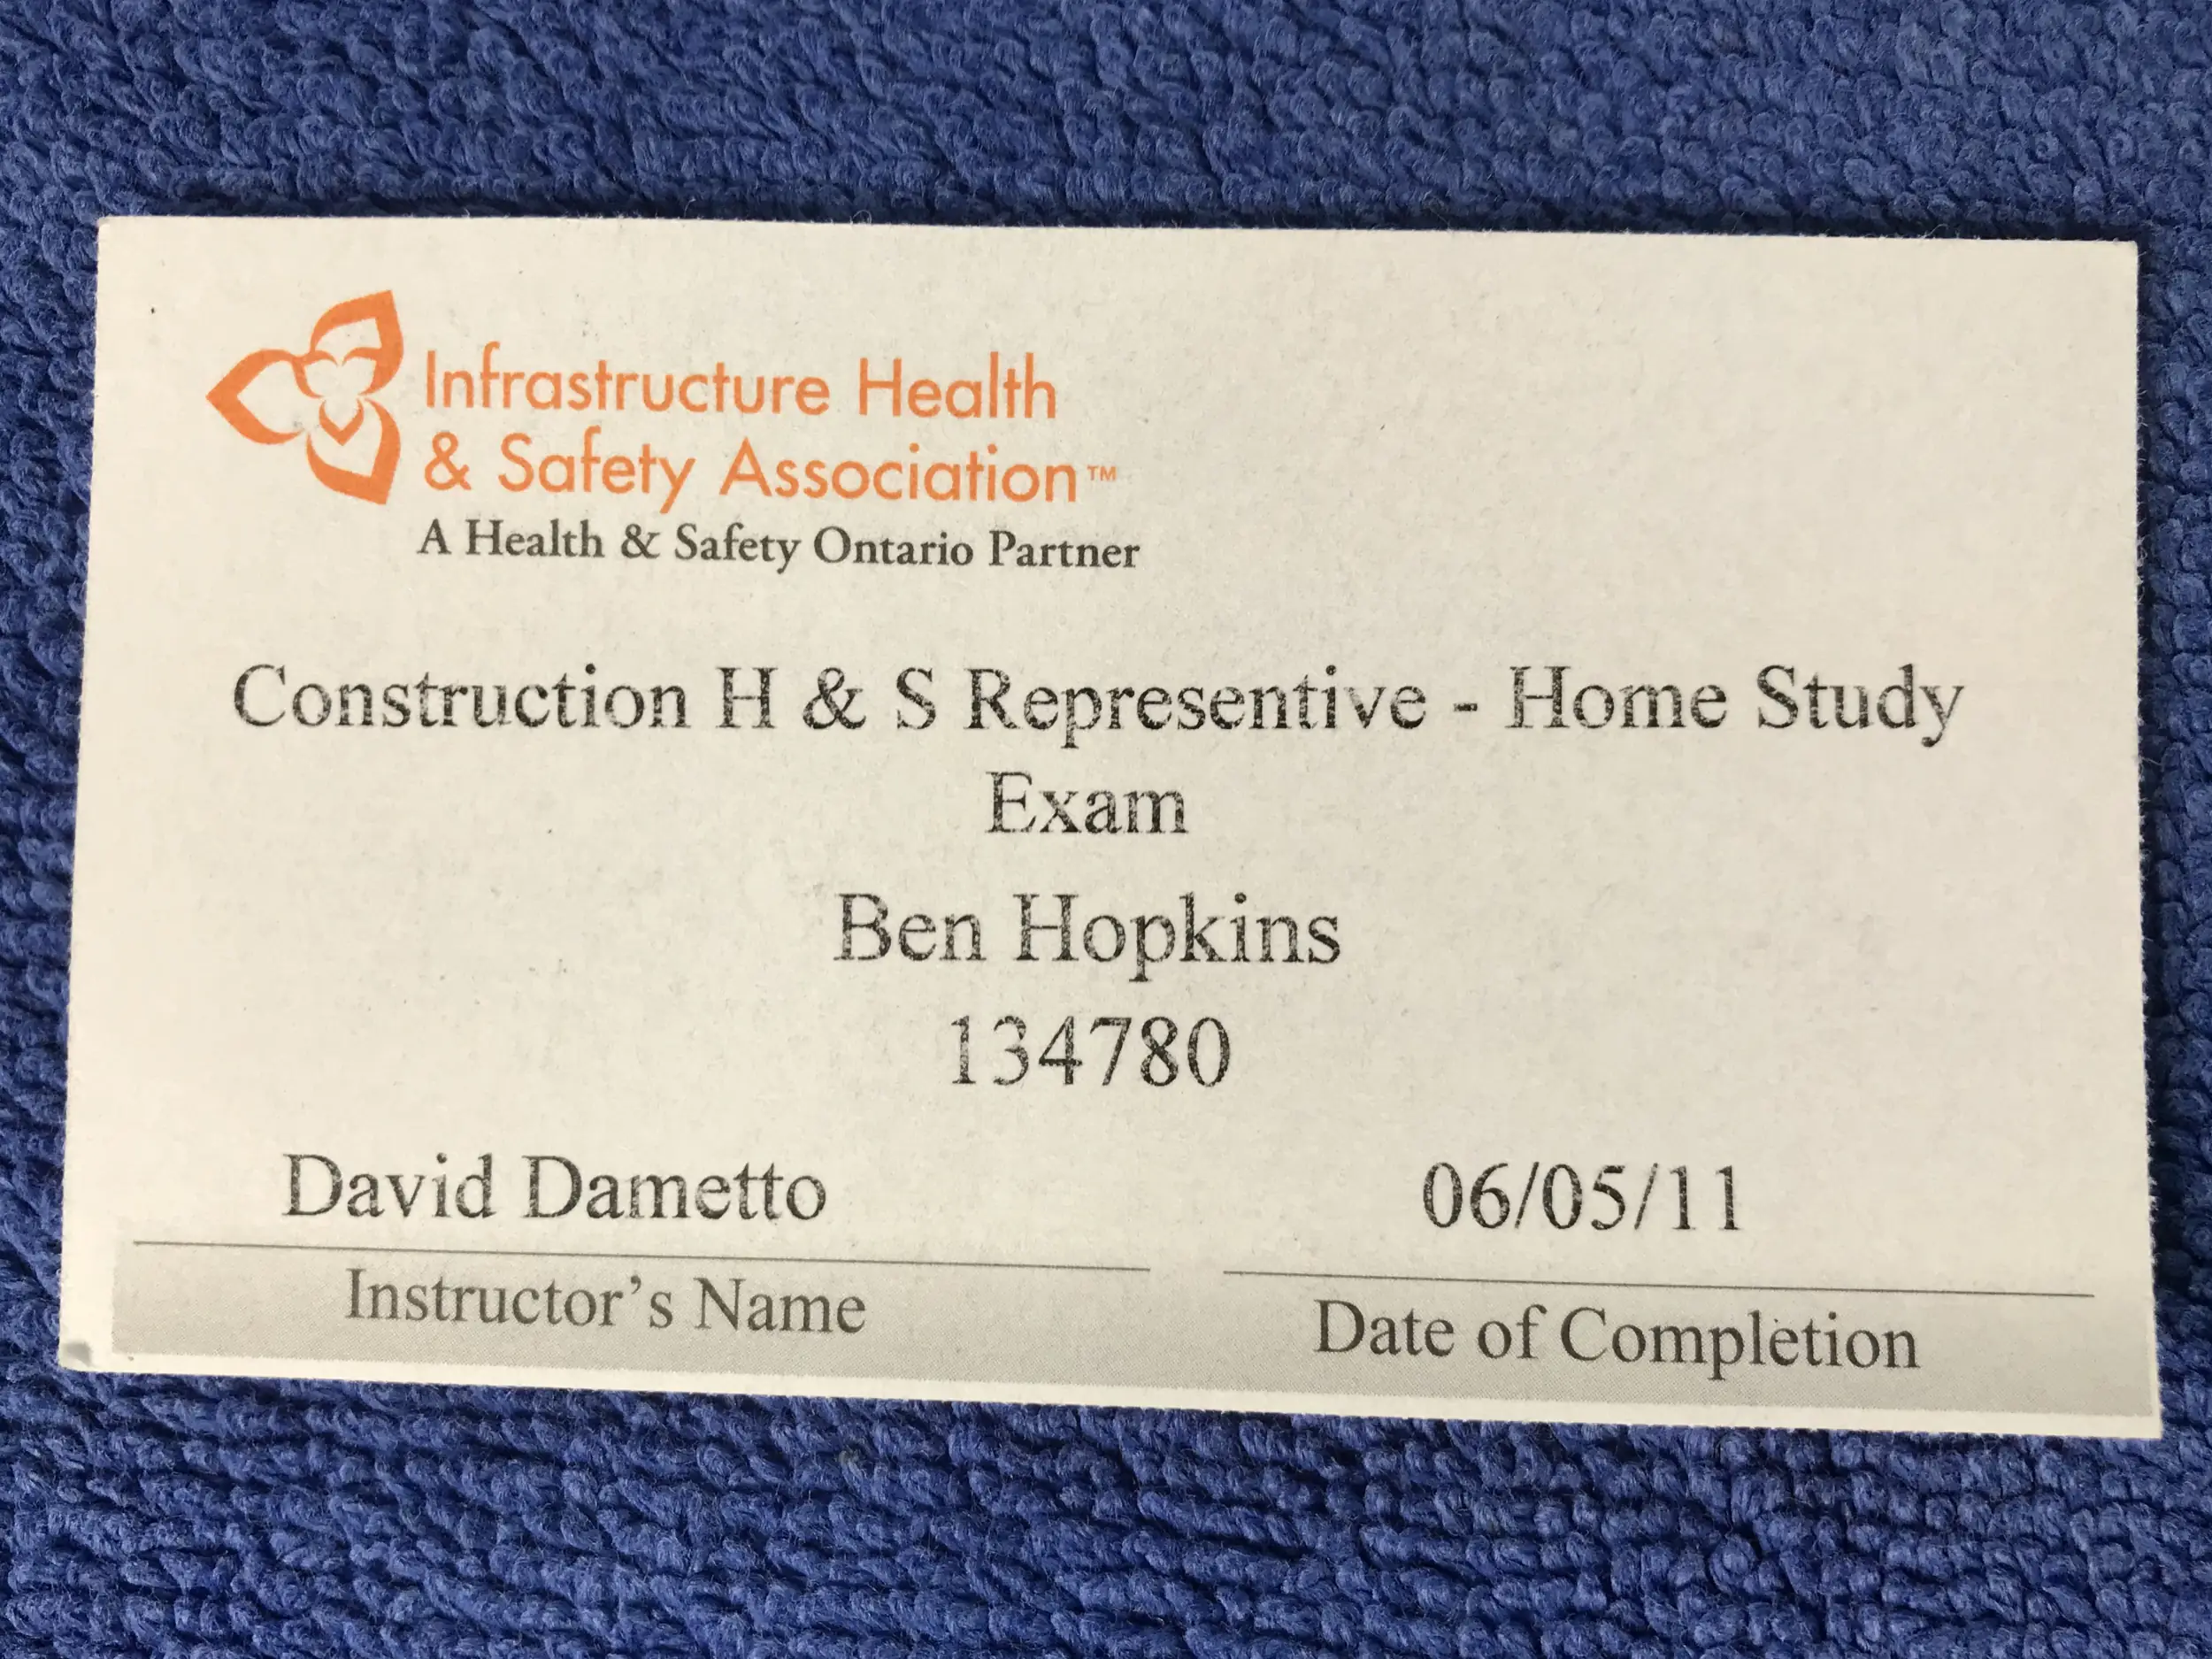 Infrastructure Health
& Safety Association™
A Health & Safety Ontario Partner
Construction H & S Representive - Home Study
Exam
Ben Hopkins
134780
David Dametto
06/05/11
Instructor's Name
Date of Completion